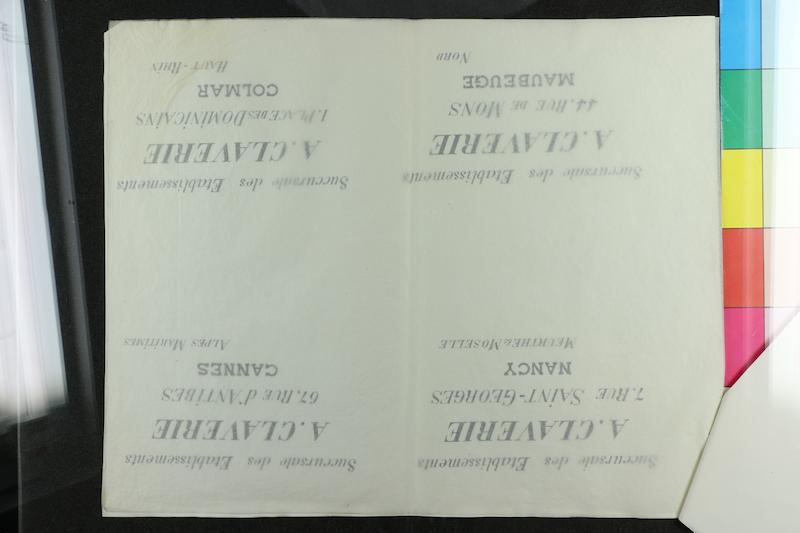 Succursale des Etablissements
A. CLAVERIE
7. RUE SAINT-GEORGES
NANCY
MEURTHE & MOSELLE
Succursale des Etablissements
A. CLAVERIE
67. RUE d'ANTIBES
CANNES
ALPES MARITIMES
Succursale des Etablissements
A. CLAVERIE
44. RUE DE MONS
MAUBEUGE
NORD
Succursale des Etablissements
A. CLAVERIE
1. PLACE DES DOMINICAINS
COLMAR
HAUT-RHIN